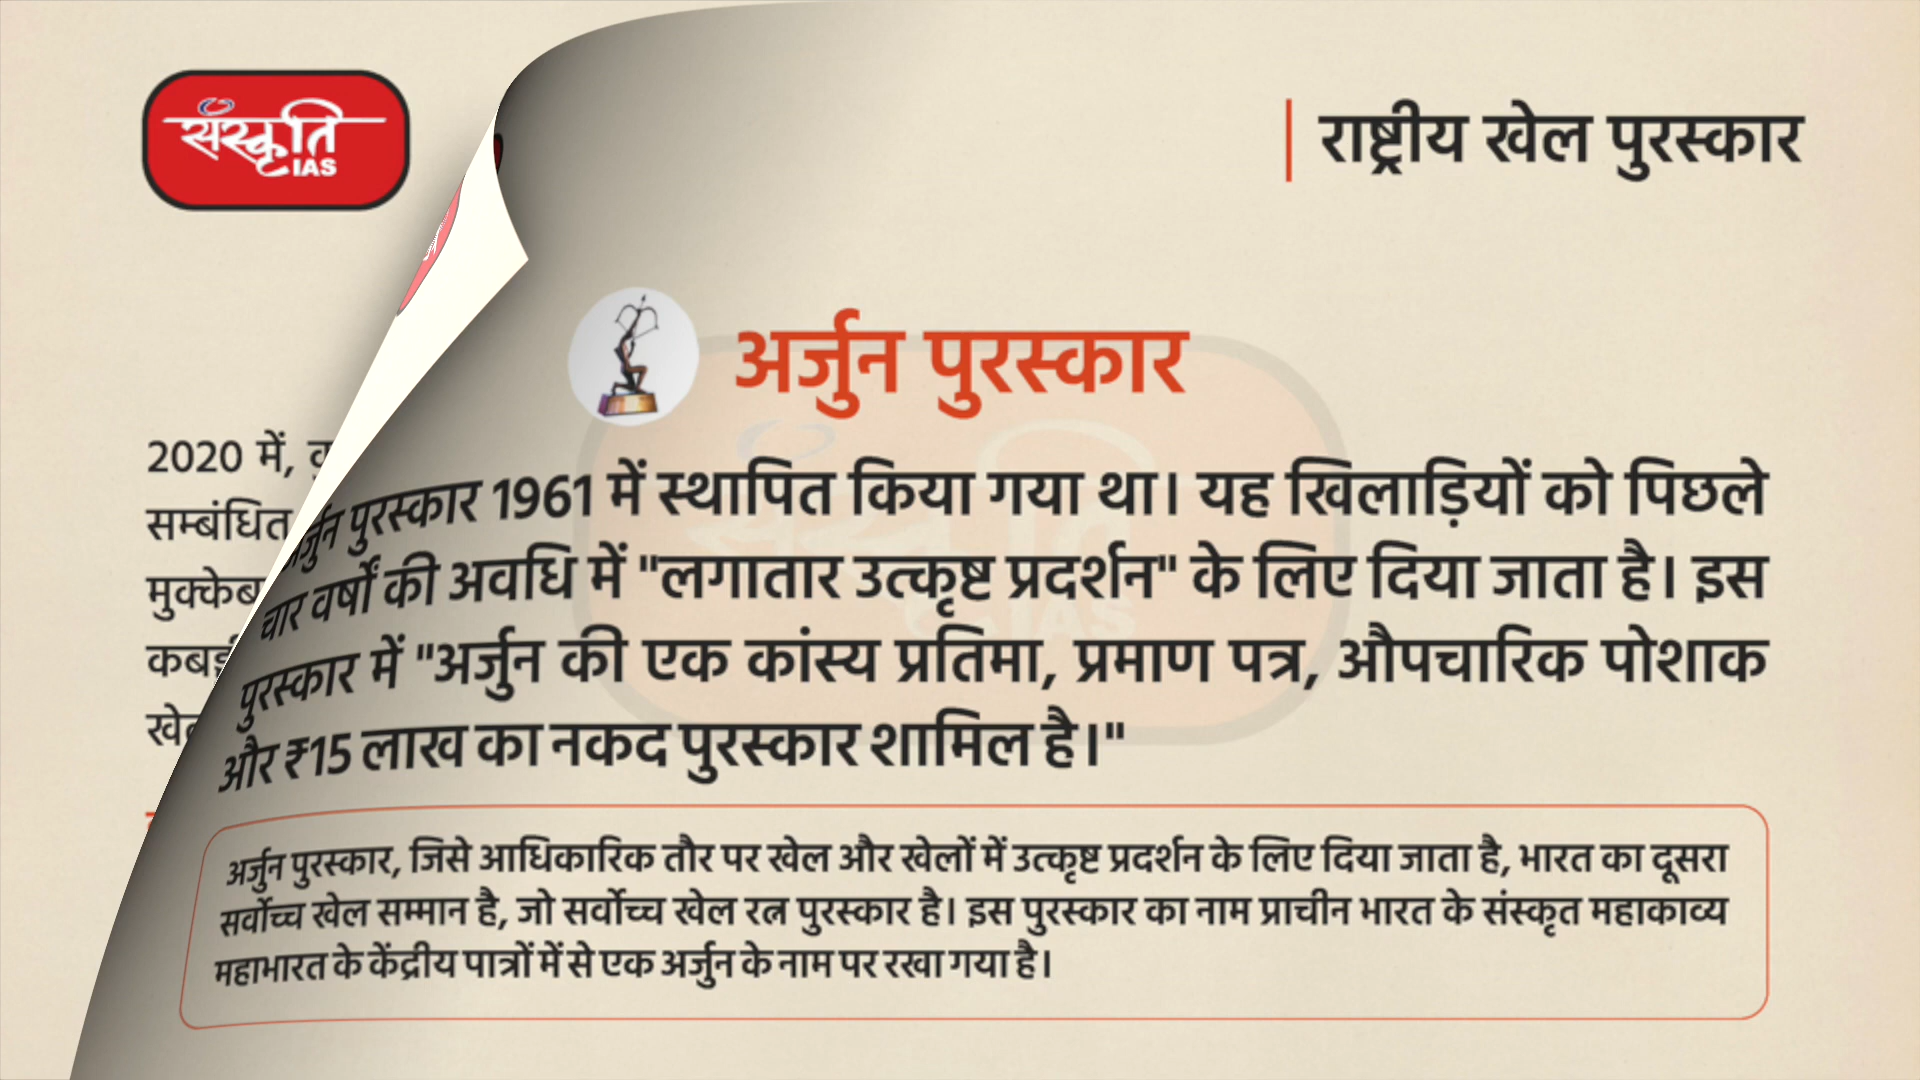 संस्कृति
IAS
राष्ट्रीय खेल पुरस्कार
अर्जुन पुरस्कार
अर्जुन पुरस्कार 1961 में स्थापित किया गया था। यह खिलाड़ियों को पिछले
चार वर्षों की अवधि में "लगातार उत्कृष्ट प्रदर्शन" के लिए दिया जाता है। इस
पुरस्कार में "अर्जुन की एक कांस्य प्रतिमा, प्रमाण पत्र, औपचारिक पोशाक
और ₹15 लाख का नकद पुरस्कार शामिल है।"
अर्जुन पुरस्कार, जिसे आधिकारिक तौर पर खेल और खेलों में उत्कृष्ट प्रदर्शन के लिए दिया जाता है, भारत का दूसरा
सर्वोच्च खेल सम्मान है, जो सर्वोच्च खेल रत्न पुरस्कार है। इस पुरस्कार का नाम प्राचीन भारत के संस्कृत महाकाव्य
महाभारत के केंद्रीय पात्रों में से एक अर्जुन के नाम पर रखा गया है।
2020 में,
सम्बंधित